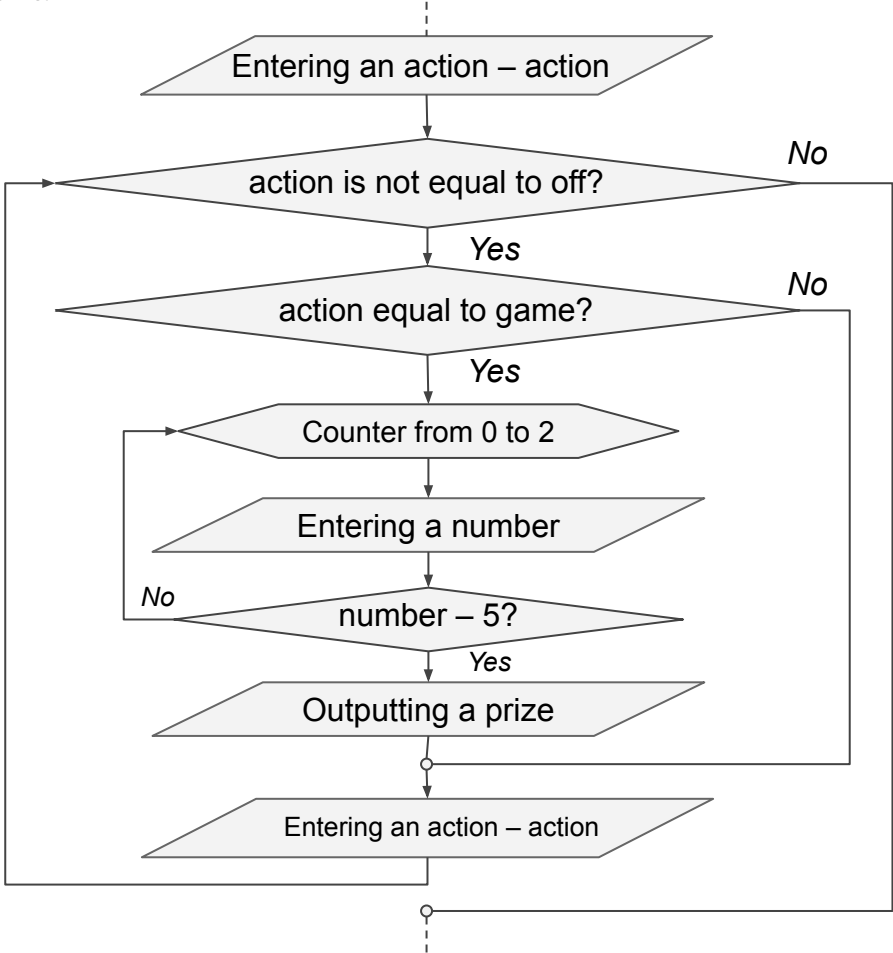 Entering an action – action
No
action is not equal to off?
Yes
No
action equal to game?
Yes
Counter from 0 to 2
Entering a number
No
number – 5?
Yes
Outputting a prize
Entering an action – action